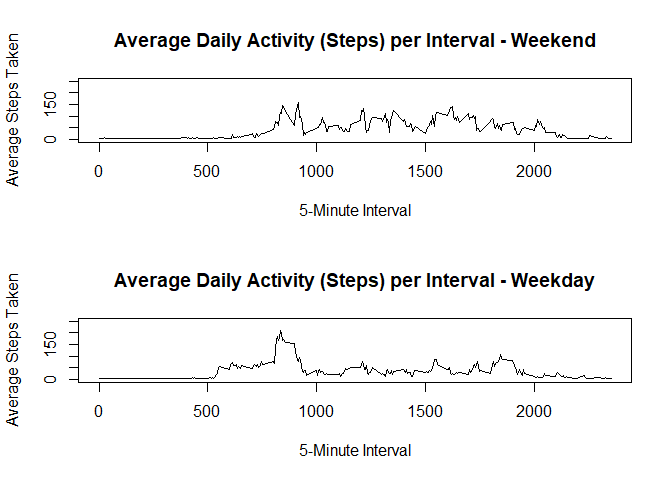 Average Daily Activity (Steps) per Interval - Weekend
Average Steps Taken
150
0
0 500 1000 1500 2000
5-Minute Interval
Average Daily Activity (Steps) per Interval - Weekday
Average Steps Taken
150
0
0 500 1000 1500 2000
5-Minute Interval